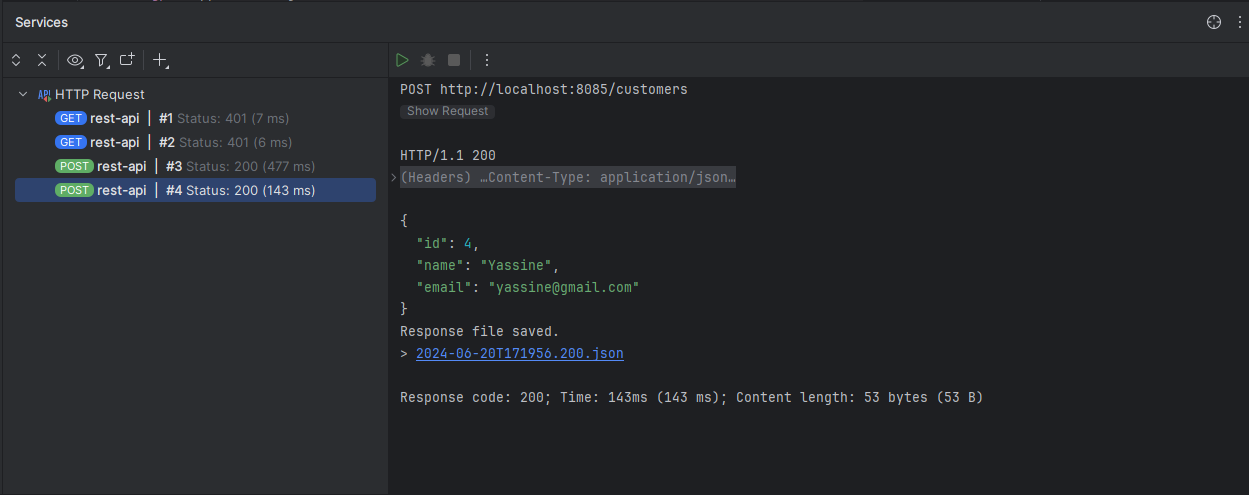 Services
HTTP Request
GET rest-api | #1 Status: 401 (7 ms)
GET rest-api | #2 Status: 401 (6 ms)
POST rest-api | #3 Status: 200 (477 ms)
POST rest-api | #4 Status: 200 (143 ms)
POST http://localhost:8085/customers
Show Request
HTTP/1.1 200
(Headers) …Content-Type: application/json…
{
  "id": 4,
  "name": "Yassine",
  "email": "yassine@gmail.com"
}
Response file saved.
> 2024-06-20T171956.200.json
Response code: 200; Time: 143ms (143 ms); Content length: 53 bytes (53 B)